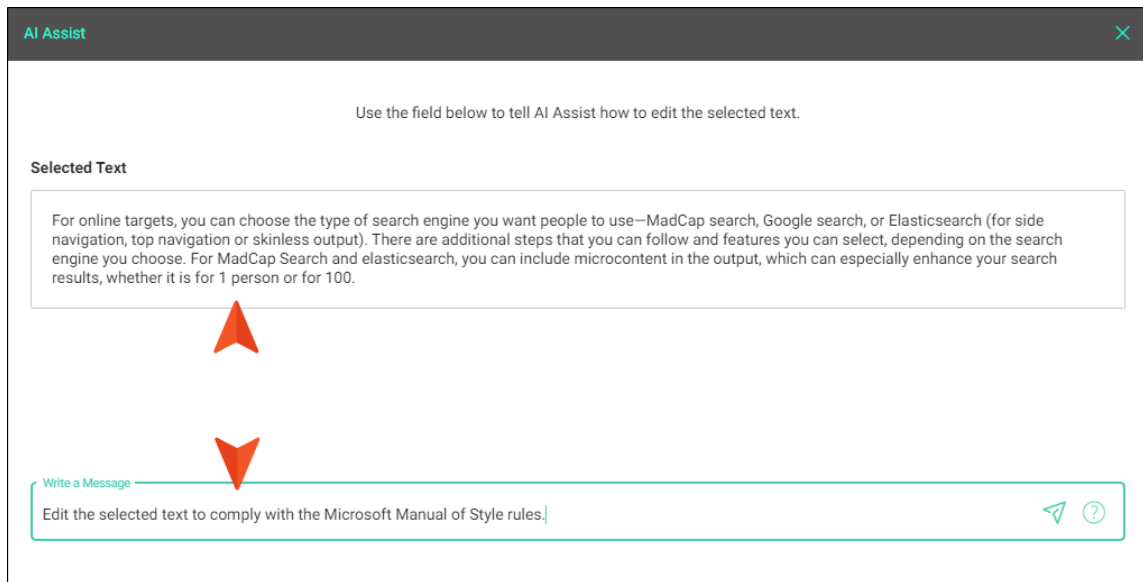 AI Assist
Use the field below to tell AI Assist how to edit the selected text.
Selected Text
For online targets, you can choose the type of search engine you want people to use—MadCap search, Google search, or Elasticsearch (for side
navigation, top navigation or skinless output). There are additional steps that you can follow and features you can select, depending on the search
engine you choose. For MadCap Search and elasticsearch, you can include microcontent in the output, which can especially enhance your search
results, whether it is for 1 person or for 100.
Write a Message
Edit the selected text to comply with the Microsoft Manual of Style rules.